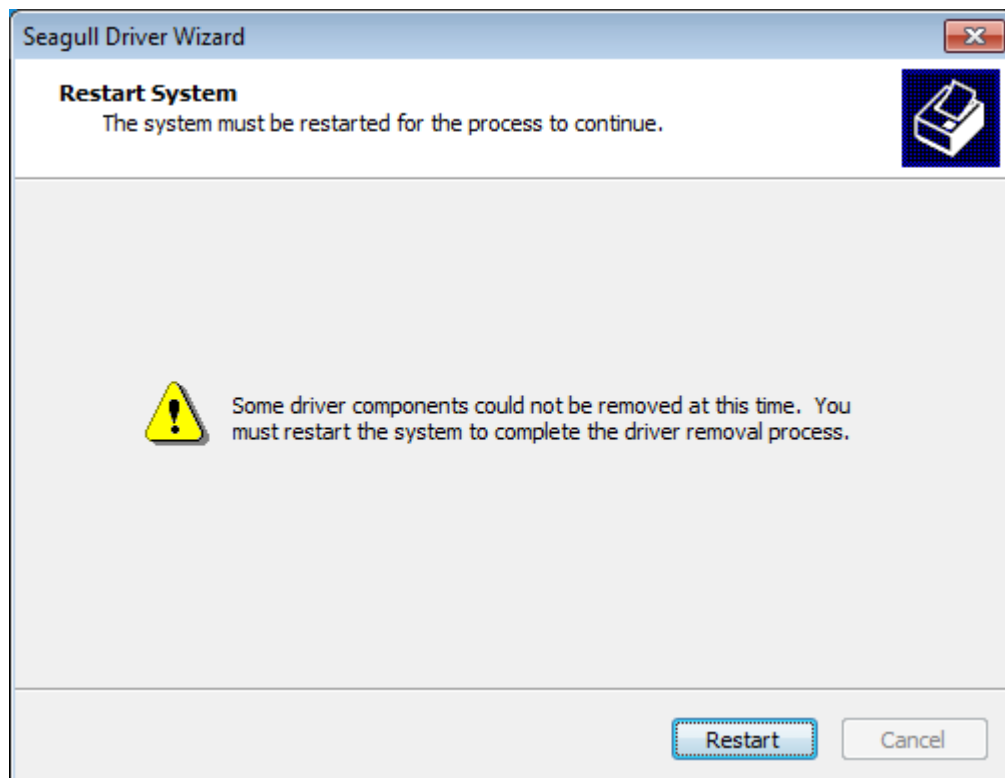 Seagull Driver Wizard
Restart System
The system must be restarted for the process to continue.
Some driver components could not be removed at this time.  You
must restart the system to complete the driver removal process.
Restart
Cancel